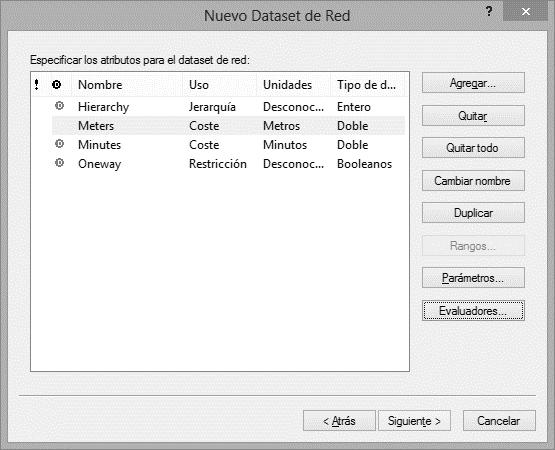 Nuevo Dataset de Red
? ×
Especificar los atributos para el dataset de red:
! Nombre Uso Unidades Tipo de d...
Hierarchy Jerarquía Desconoc... Entero
Meters Coste Metros Doble
Minutes Coste Minutos Doble
Oneway Restricción Desconoc... Booleanos
Agregar...
Quitar
Quitar todo
Cambiar nombre
Duplicar
Rangos...
Parámetros...
Evaluadores...
< Atrás Siguiente > Cancelar